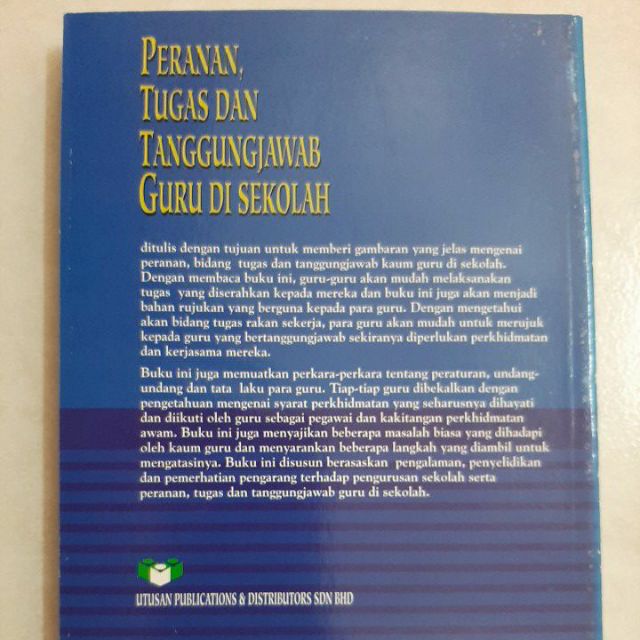 PERANAN,
TUGAS DAN
TANGGUNGJAWAB
GURU DI SEKOLAH
ditulis dengan tujuan untuk memberi gambaran yang jelas mengenai
peranan, bidang tugas dan tanggungjawab kaum guru di sekolah.
Dengan membaca buku ini, guru-guru akan mudah melaksanakan
tugas yang diserahkan kepada mereka dan buku ini juga akan menjadi
bahan rujukan yang berguna kepada para guru. Dengan mengetahui
akan bidang tugas rakan sekerja, para guru akan mudah untuk merujuk
kepada guru yang bertanggungjawab sekiranya diperlukan perkhidmatan
dan kerjasama mereka.
Buku ini juga memuatkan perkara-perkara tentang peraturan, undang-
undang dan tata laku para guru. Tiap-tiap guru dibekalkan dengan
pengetahuan mengenai syarat perkhidmatan yang seharusnya dihayati
dan diikuti oleh guru sebagai pegawai dan kakitangan perkhidmatan
awam. Buku ini juga menyajikan beberapa masalah biasa yang dihadapi
oleh kaum guru dan menyarankan beberapa langkah yang diambil untuk
mengatasinya. Buku ini disusun berasaskan pengalaman, penyelidikan
dan pemerhatian pengarang terhadap pengurusan sekolah serta
peranan, tugas dan tanggungjawab guru di sekolah.
UTUSAN PUBLICATIONS & DISTRIBUTORS SDN BHD